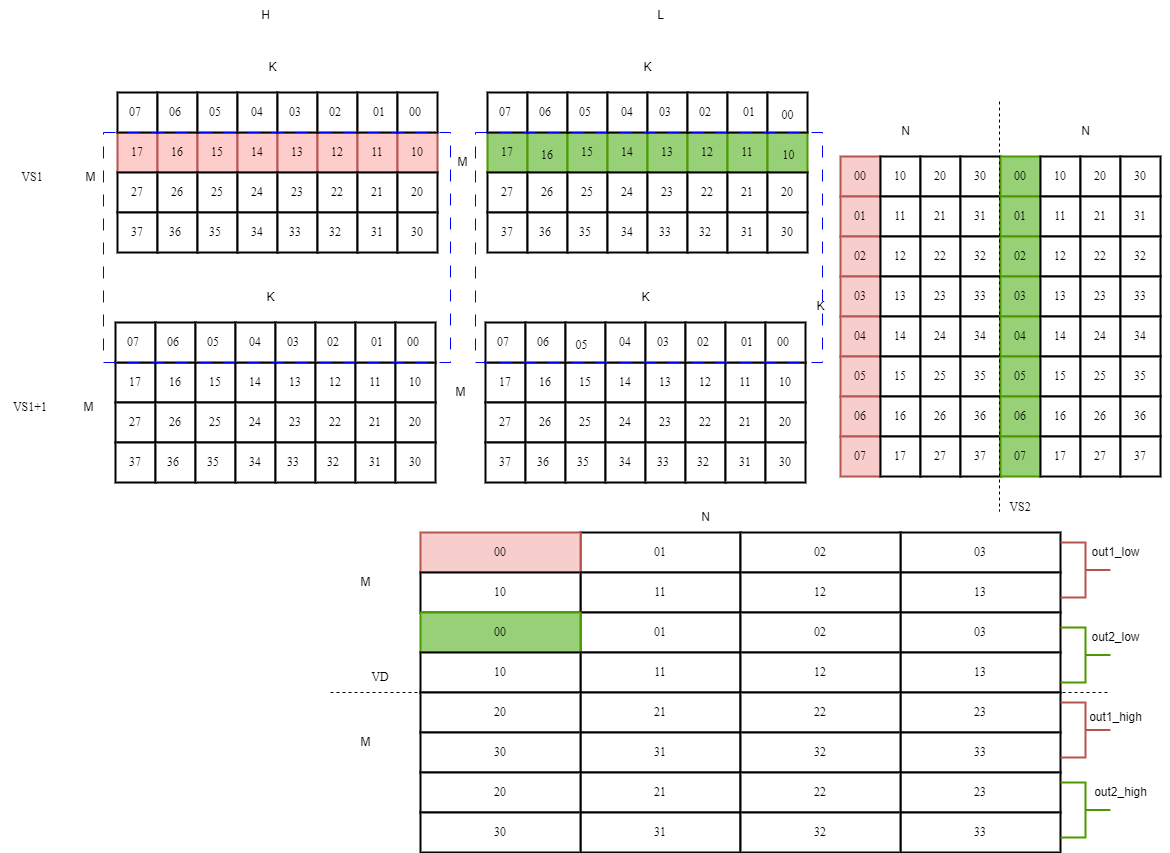 H L
K K
07 06 05 04 03 02 01 00 07 06 05 04 03 02 01 00
N N
17 16 15 14 13 12 11 10 M 17 16 15 14 13 12 11 10
VS1 M
00 10 20 30 00 10 20 30
27 26 25 24 23 22 21 20 27 26 25 24 23 22 21 20
01 11 21 31 01 11 21 31
37 36 35 34 33 32 31 30 37 36 35 34 33 32 31 30
02 12 22 32 02 12 22 32
K K
03 13 23 33 03 13 23 33
K
07 06 05 04 03 02 01 00 07 06 05 04 03 02 01 00
04 14 24 34 04 14 24 34
17 16 15 14 13 12 11 10 M 17 16 15 14 13 12 11 10
05 15 25 35 05 15 25 35
VS1+1 M
27 26 25 24 23 22 21 20 27 26 25 24 23 22 21 20
06 16 26 36 06 16 26 36
37 36 35 34 33 32 31 30 37 36 35 34 33 32 31 30
07 17 27 37 07 17 27 37
VS2
N
00 01 02 03 out1_low
M
10 11 12 13
00 01 02 03 out2_low
10 11 12 13
VD
20 21 22 23 out1_high
M
30 31 32 33
20 21 22 23 out2_high
30 31 32 33